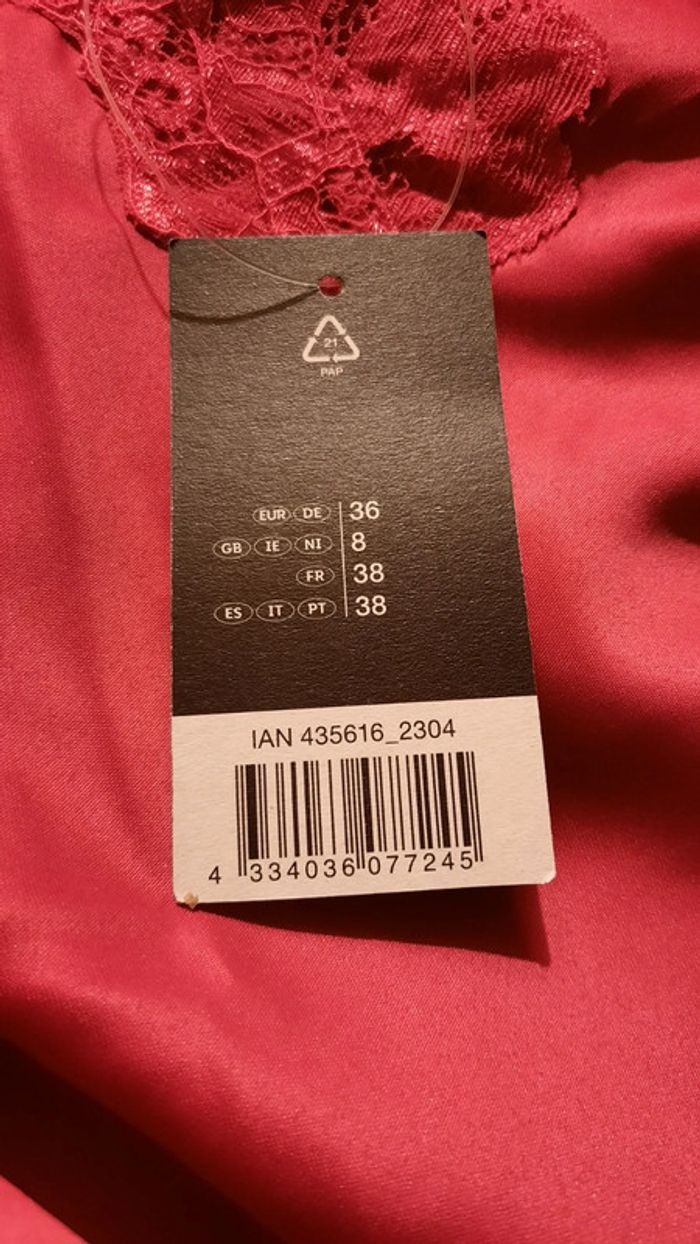 21
PAP
EUR DE 36
GB IE NI 8
FR 38
ES IT PT 38
IAN 435616_2304
4 334036 077245